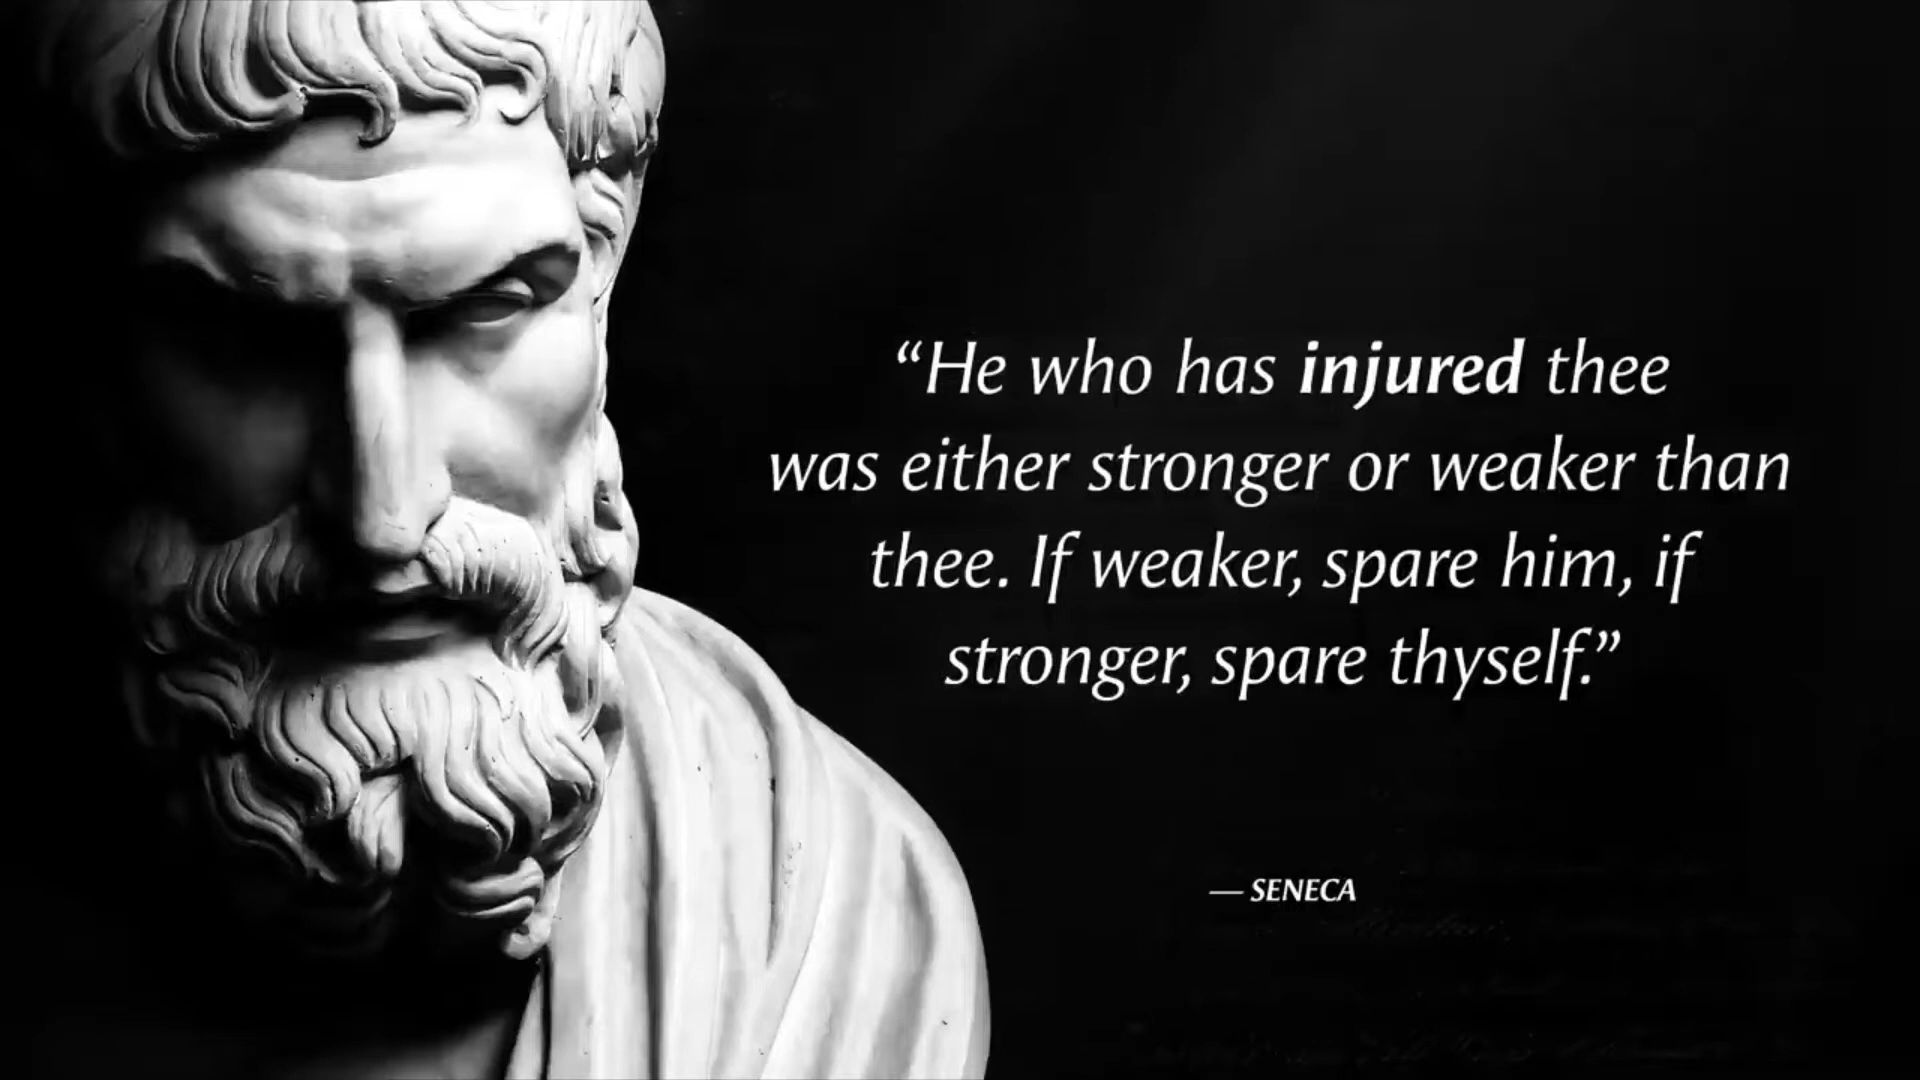 “He who has injured thee
was either stronger or weaker than
thee. If weaker, spare him, if
stronger, spare thyself.”
— SENECA